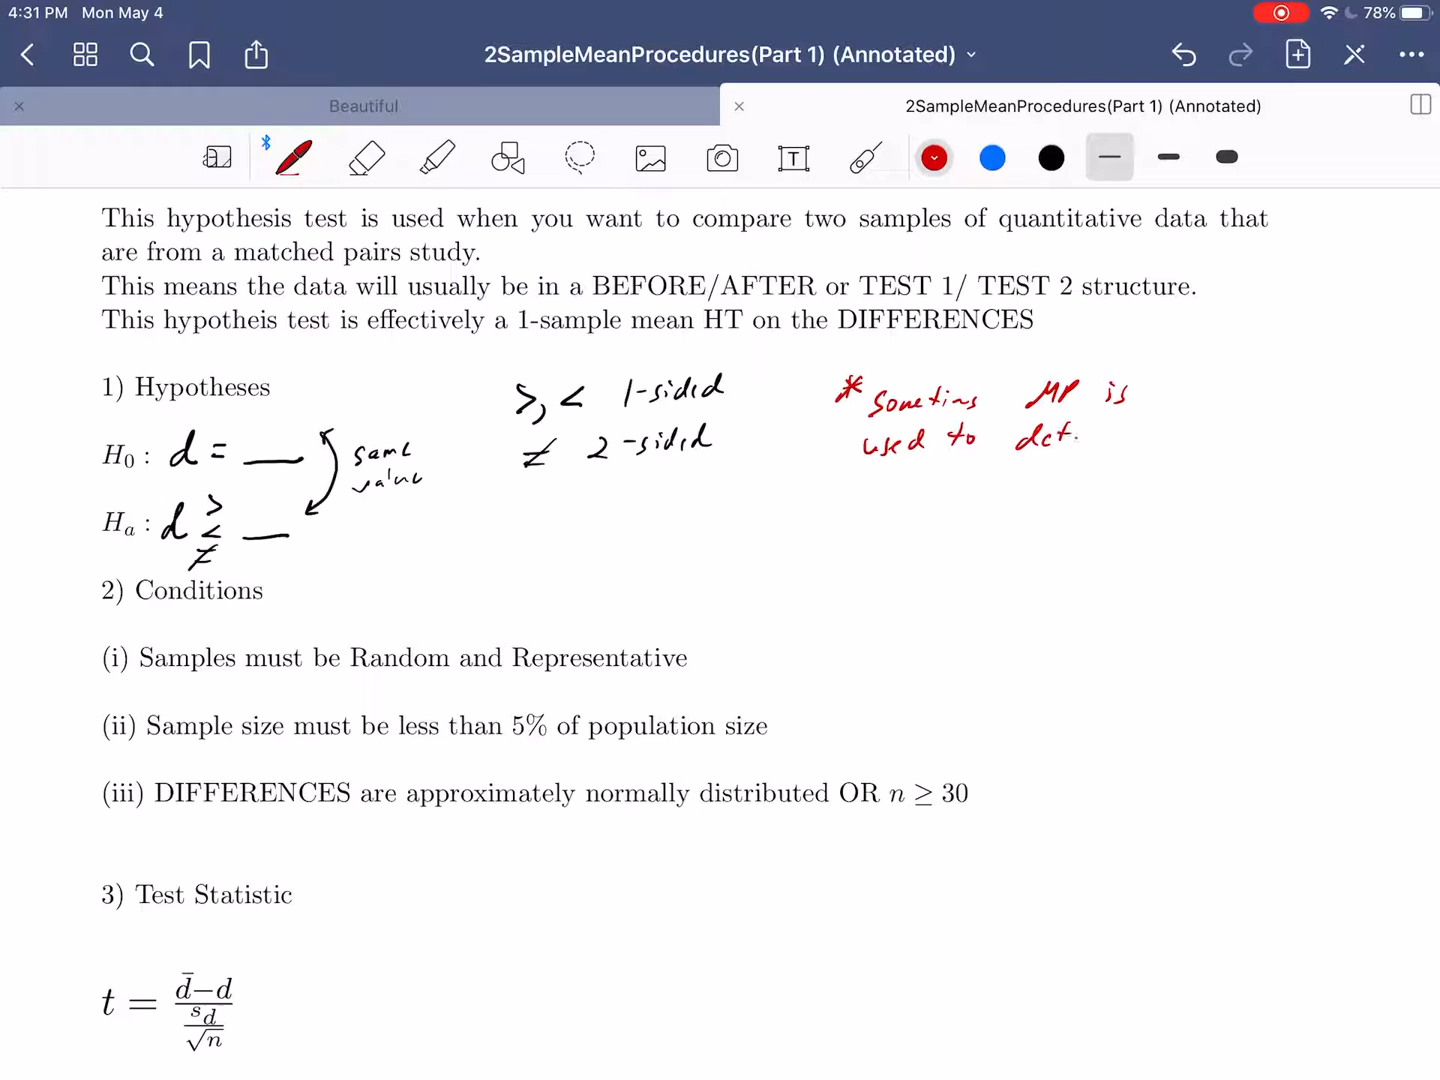 4:31 PM Mon May 4
78%
2SampleMeanProcedures(Part 1) (Annotated)
Beautiful
2SampleMeanProcedures(Part 1) (Annotated)
This hypothesis test is used when you want to compare two samples of quantitative data that
are from a matched pairs study.
This means the data will usually be in a BEFORE/AFTER or TEST 1/ TEST 2 structure.
This hypotheis test is effectively a 1-sample mean HT on the DIFFERENCES
1) Hypotheses
>, < 1-sided
≠ 2-sided
* Sometims MP is
used to det.
H₀ : d = __
same
value
Hₐ : d > < ≠ __
2) Conditions
(i) Samples must be Random and Representative
(ii) Sample size must be less than 5% of population size
(iii) DIFFERENCES are approximately normally distributed OR n ≥ 30
3) Test Statistic
t = (d̄−d)/(s_d/√n)